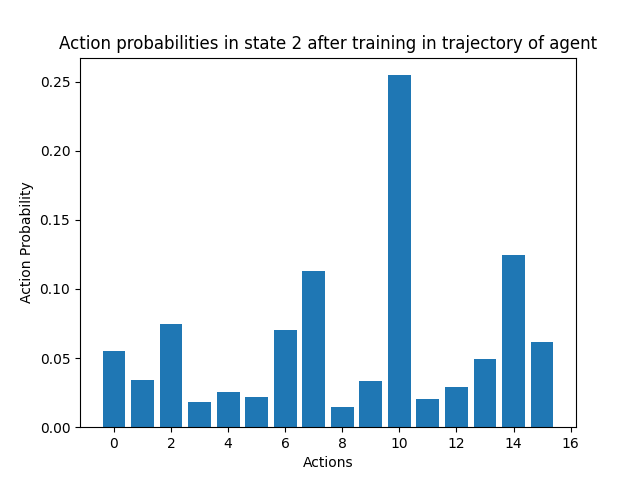 Action probabilities in state 2 after training in trajectory of agent
0.25
0.20
0.15
0.10
0.05
0.00
Action Probability
0 2 4 6 8 10 12 14 16
Actions